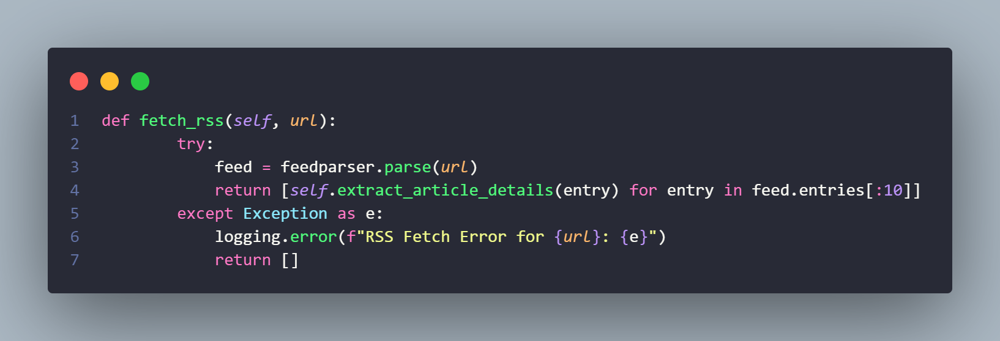 1 def fetch_rss(self, url):
2         try:
3             feed = feedparser.parse(url)
4             return [self.extract_article_details(entry) for entry in feed.entries[:10]]
5         except Exception as e:
6             logging.error(f"RSS Fetch Error for {url}: {e}")
7             return []